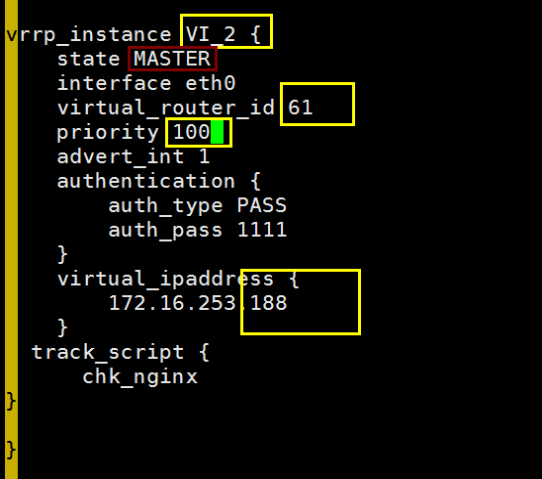 vrrp_instance VI_2 {
    state MASTER
    interface eth0
    virtual_router_id 61
    priority 100
    advert_int 1
    authentication {
        auth_type PASS
        auth_pass 1111
    }
    virtual_ipaddress {
        172.16.253.188
    }
  track_script {
      chk_nginx
}
}